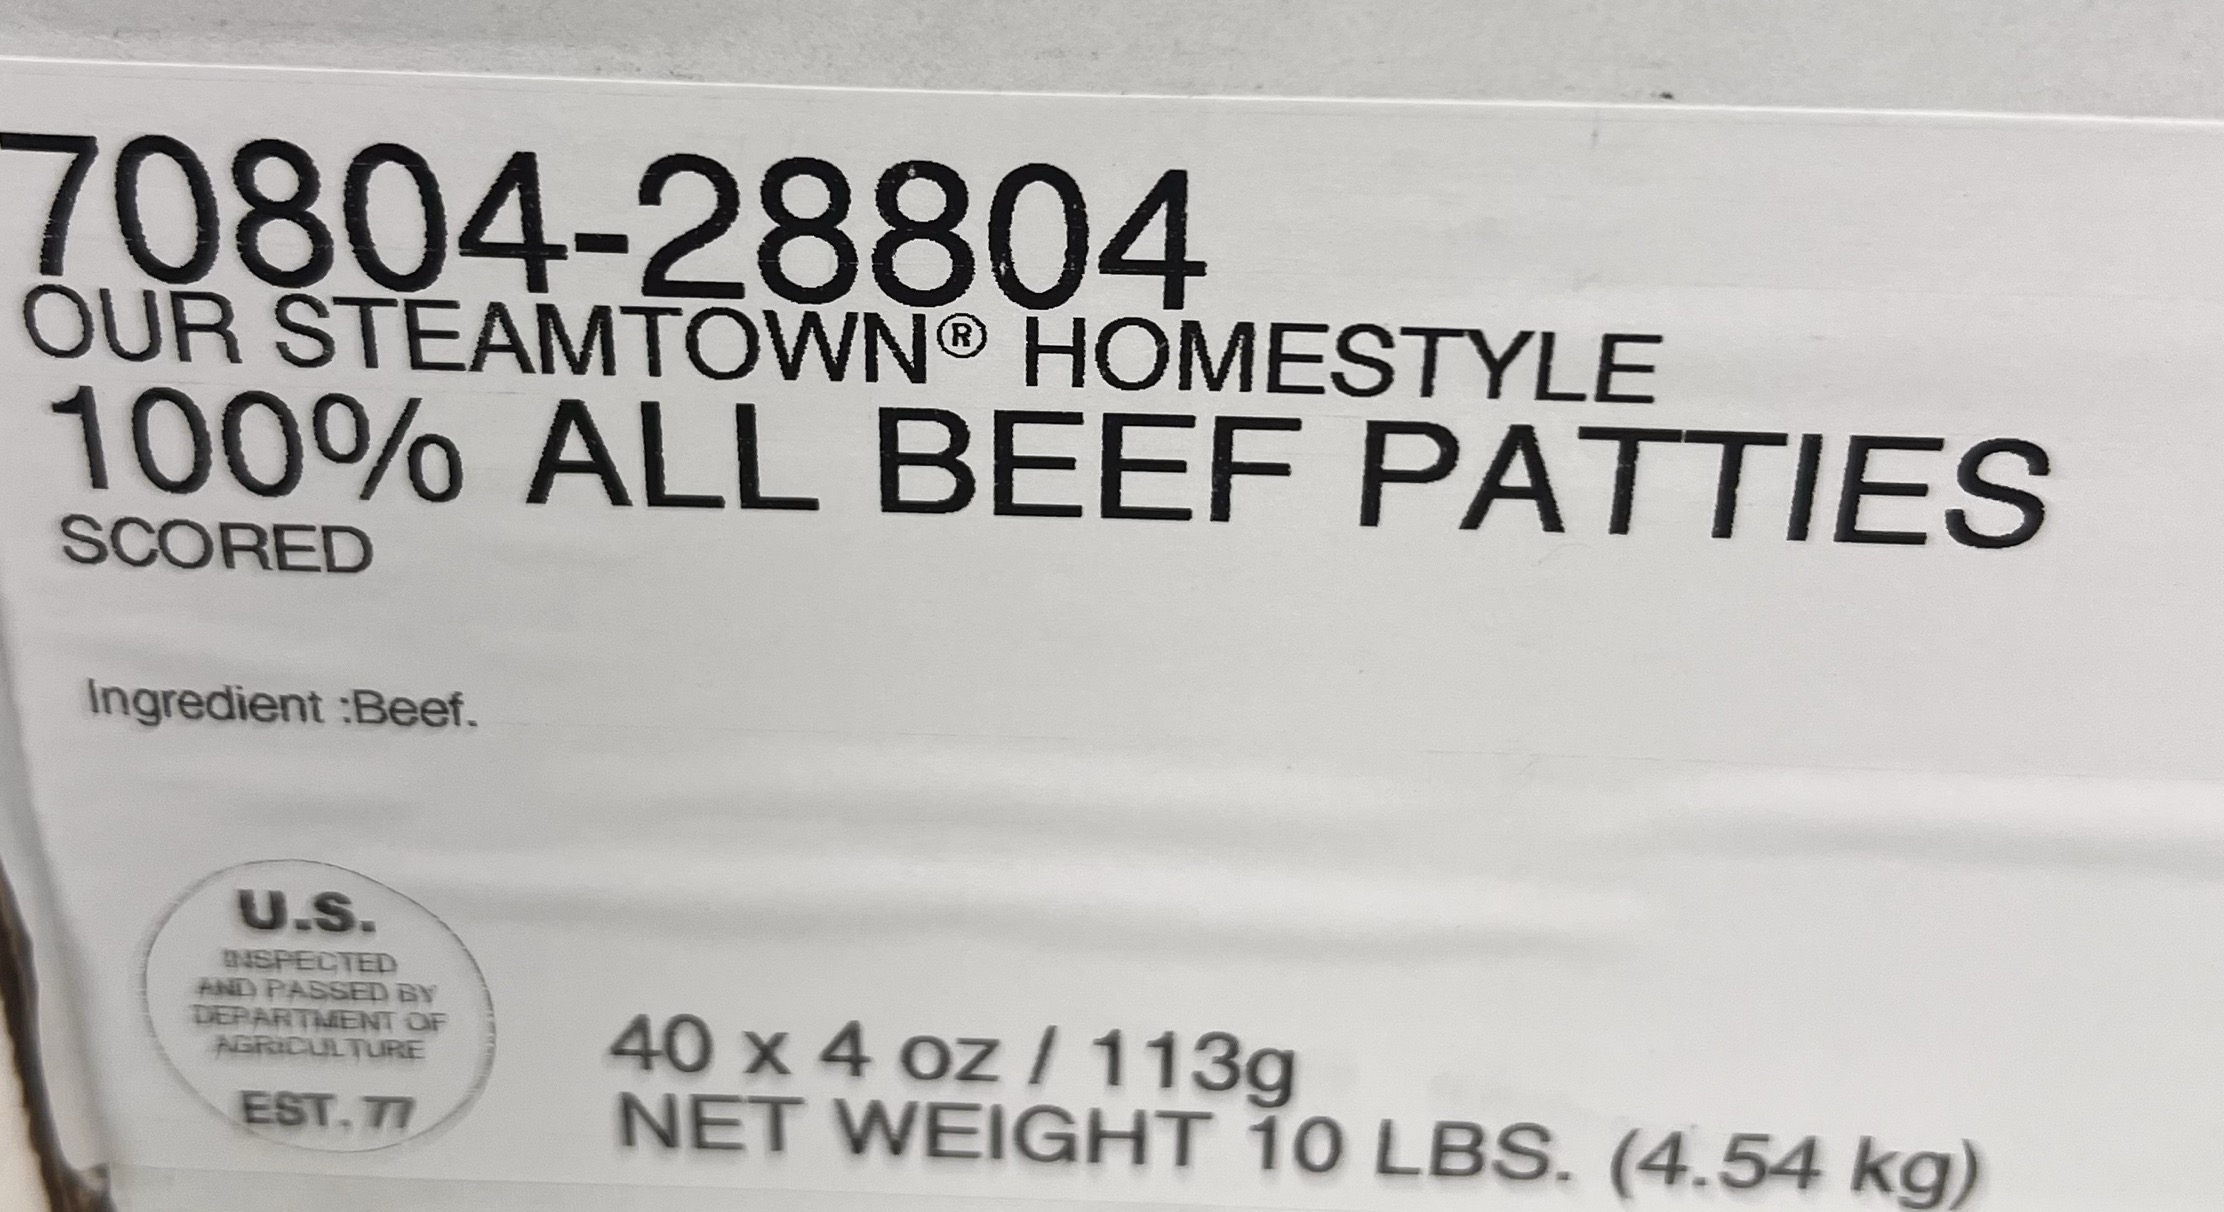 70804-28804
OUR STEAMTOWN® HOMESTYLE
100% ALL BEEF PATTIES
SCORED
Ingredient :Beef.
U.S.
INSPECTED
AND PASSED BY
DEPARTMENT OF
AGRICULTURE
EST. 77
40 x 4 oz / 113g
NET WEIGHT 10 LBS. (4.54 kg)